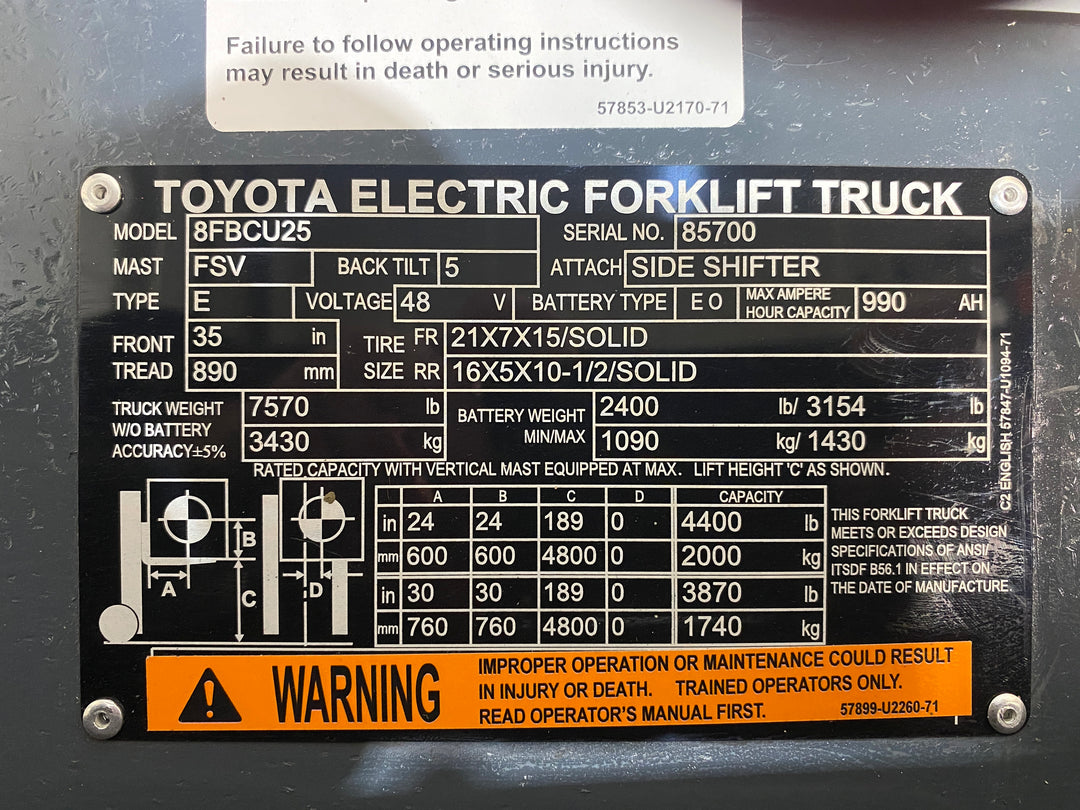 Failure to follow operating instructions
may result in death or serious injury.
57853-U2170-71
TOYOTA ELECTRIC FORKLIFT TRUCK
MODEL 8FBCU25 SERIAL NO. 85700
MAST FSV BACK TILT 5 ATTACH SIDE SHIFTER
TYPE E VOLTAGE 48 V BATTERY TYPE E O MAX AMPERE HOUR CAPACITY 990 AH
FRONT TREAD 35 in TIRE SIZE FR 21X7X15/SOLID
890 mm RR 16X5X10-1/2/SOLID
TRUCK WEIGHT W/O BATTERY ACCURACY±5% 7570 lb BATTERY WEIGHT MIN/MAX 2400 lb/ 3154 lb
3430 kg 1090 kg/ 1430 kg
C2 ENGLISH 57847-U1094-71
RATED CAPACITY WITH VERTICAL MAST EQUIPPED AT MAX. LIFT HEIGHT 'C' AS SHOWN.
A B C D CAPACITY
in 24 24 189 0 4400 lb
mm 600 600 4800 0 2000 kg
in 30 30 189 0 3870 lb
mm 760 760 4800 0 1740 kg
B
A
C
D
THIS FORKLIFT TRUCK
MEETS OR EXCEEDS DESIGN
SPECIFICATIONS OF ANSI/
ITSDF B56.1 IN EFFECT ON
THE DATE OF MANUFACTURE.
WARNING
IMPROPER OPERATION OR MAINTENANCE COULD RESULT
IN INJURY OR DEATH. TRAINED OPERATORS ONLY.
READ OPERATOR'S MANUAL FIRST. 57899-U2260-71